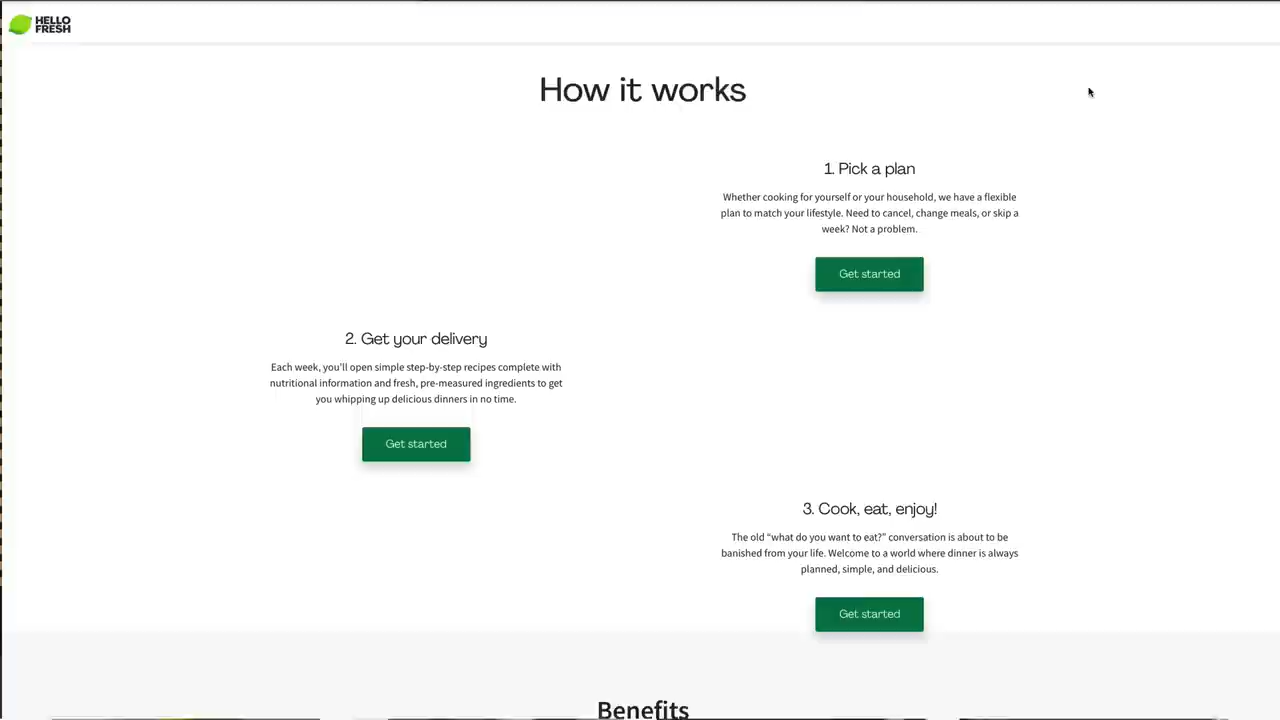 HELLO
FRESH
How it works
1. Pick a plan
Whether cooking for yourself or your household, we have a flexible
plan to match your lifestyle. Need to cancel, change meals, or skip a
week? Not a problem.
Get started
2. Get your delivery
Each week, you’ll open simple step-by-step recipes complete with
nutritional information and fresh, pre-measured ingredients to get
you whipping up delicious dinners in no time.
Get started
3. Cook, eat, enjoy!
The old “what do you want to eat?” conversation is about to be
banished from your life. Welcome to a world where dinner is always
planned, simple, and delicious.
Get started
Benefits